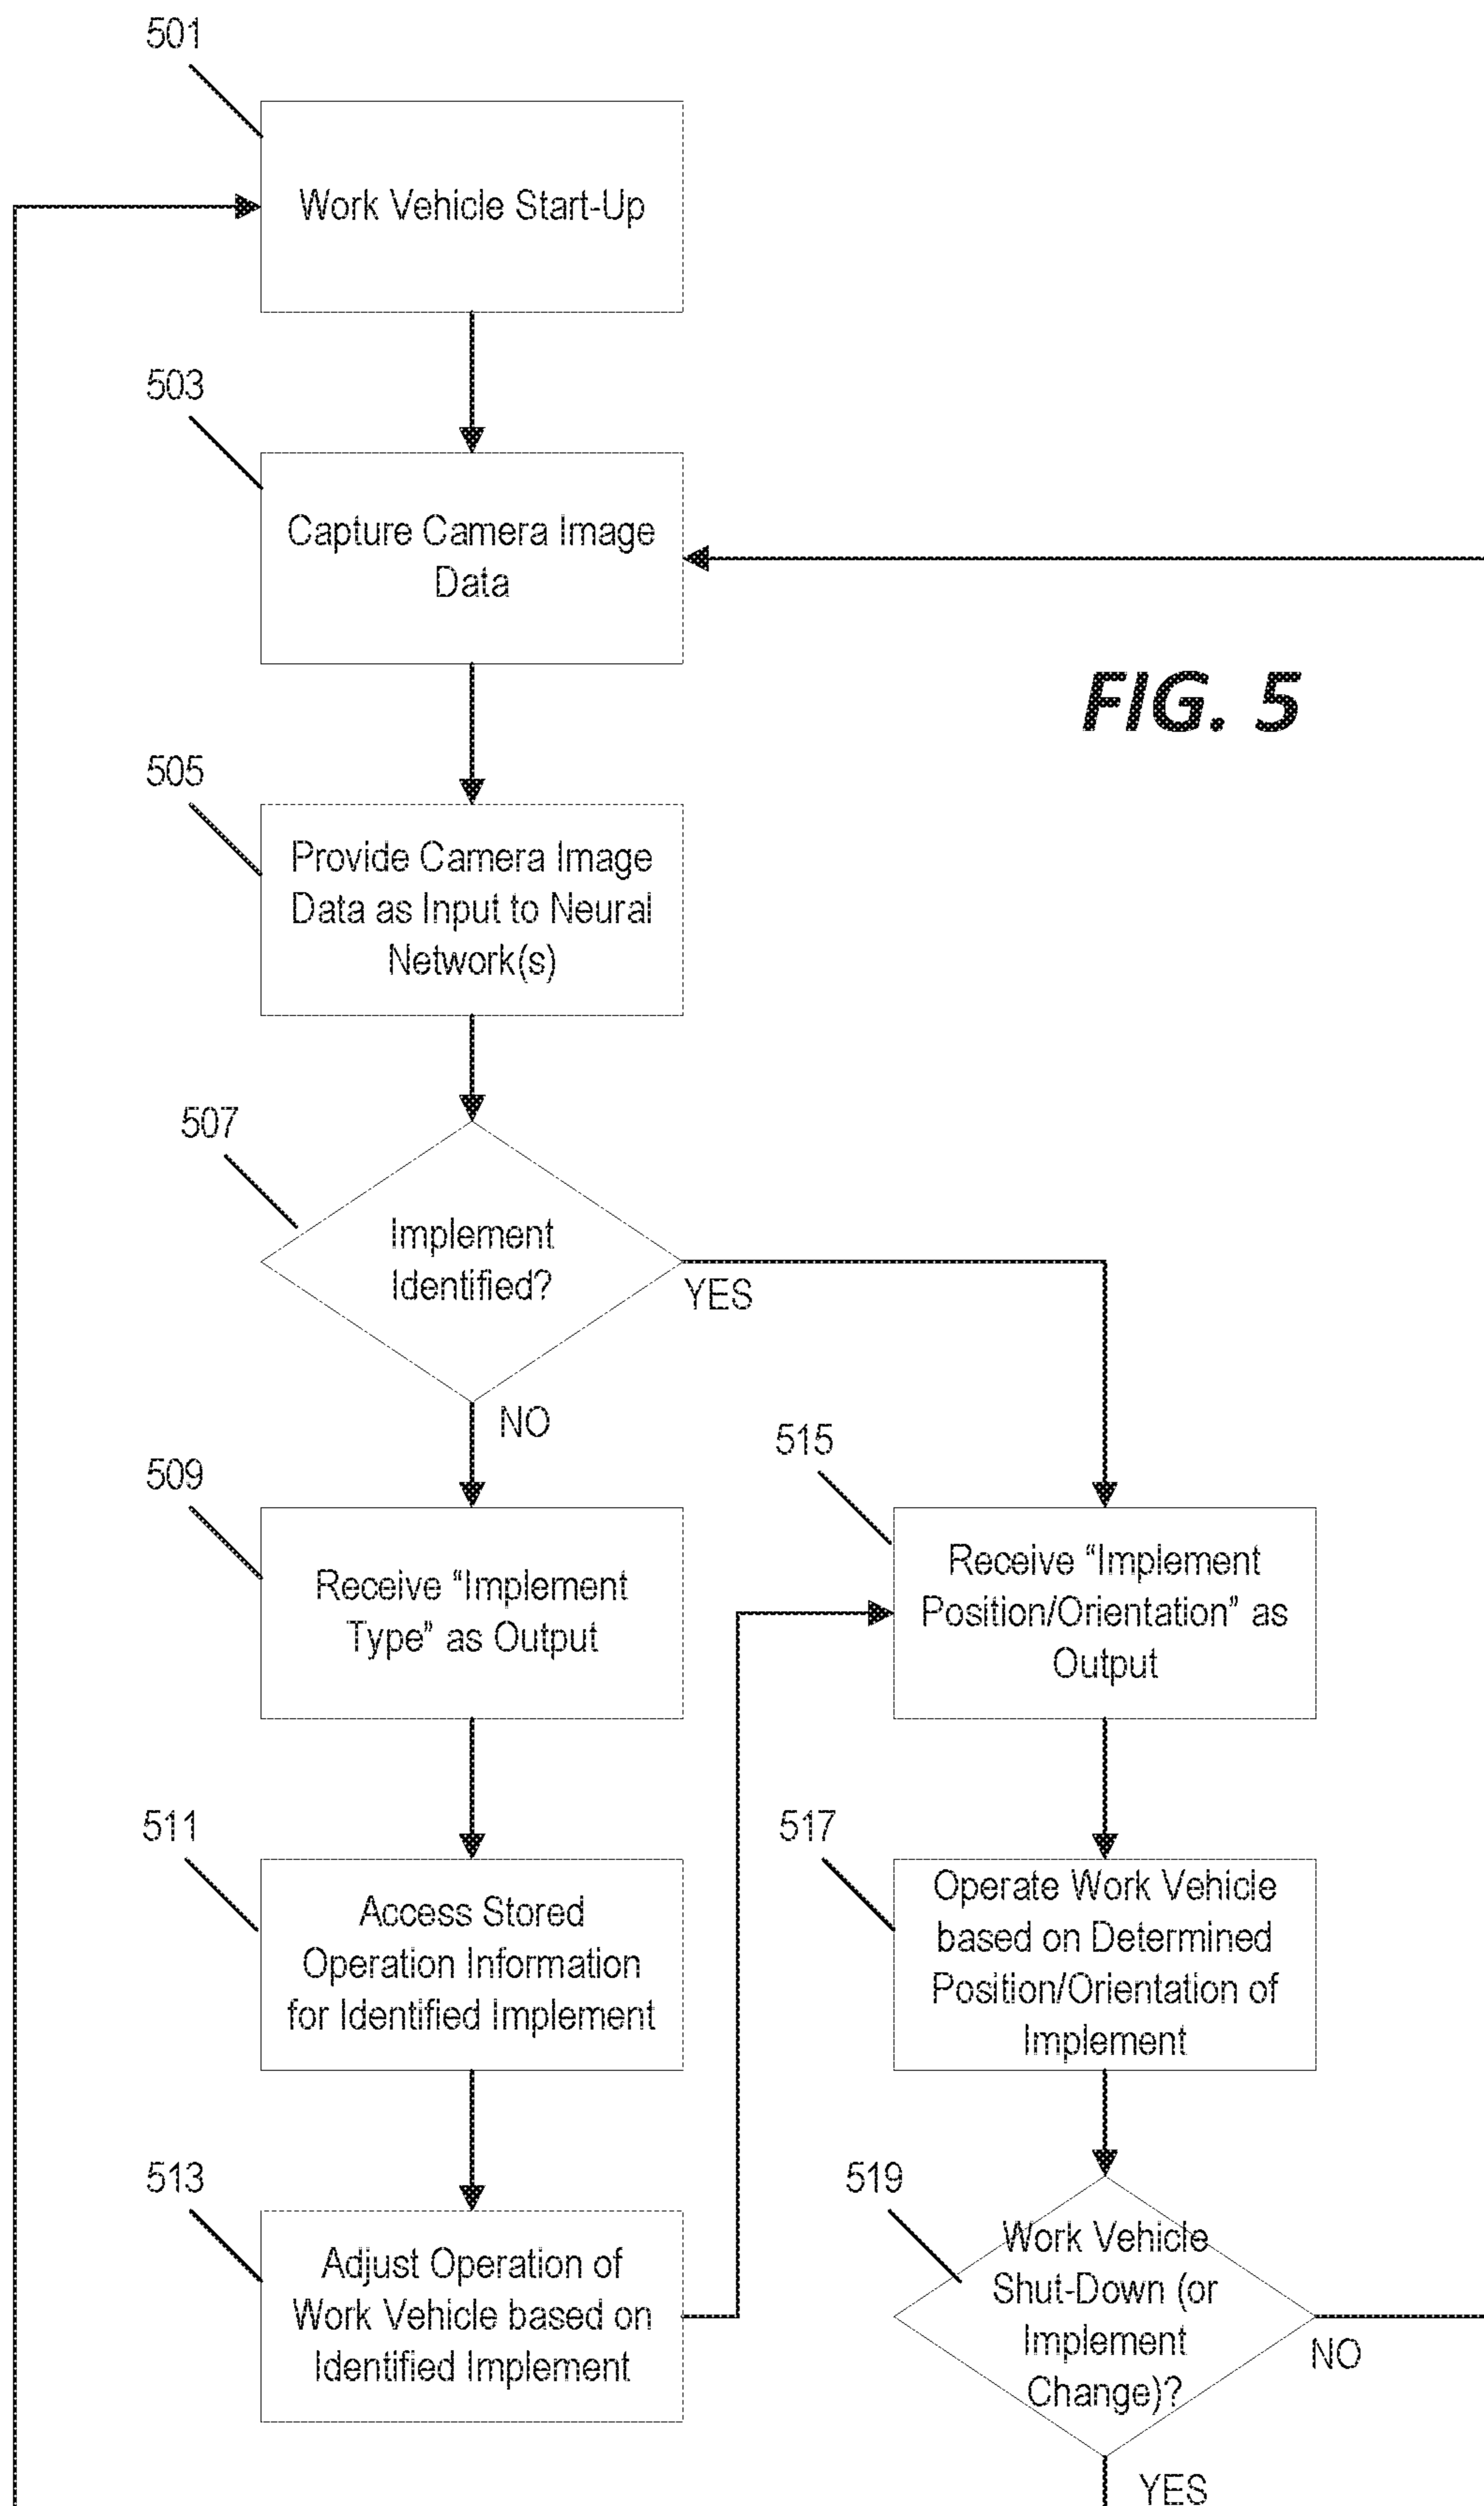 501
Work Vehicle Start-Up
503
Capture Camera Image
Data
FIG. 5
505
Provide Camera Image
Data as Input to Neural
Network(s)
507
Implement
Identified?
YES
NO
509
Receive “Implement
Type” as Output
515
Receive “Implement
Position/Orientation” as
Output
511
Access Stored
Operation Information
for Identified Implement
517
Operate Work Vehicle
based on Determined
Position/Orientation of
Implement
513
Adjust Operation of
Work Vehicle based on
Identified Implement
519
Work Vehicle
Shut-Down (or
Implement
Change)?
NO
YES